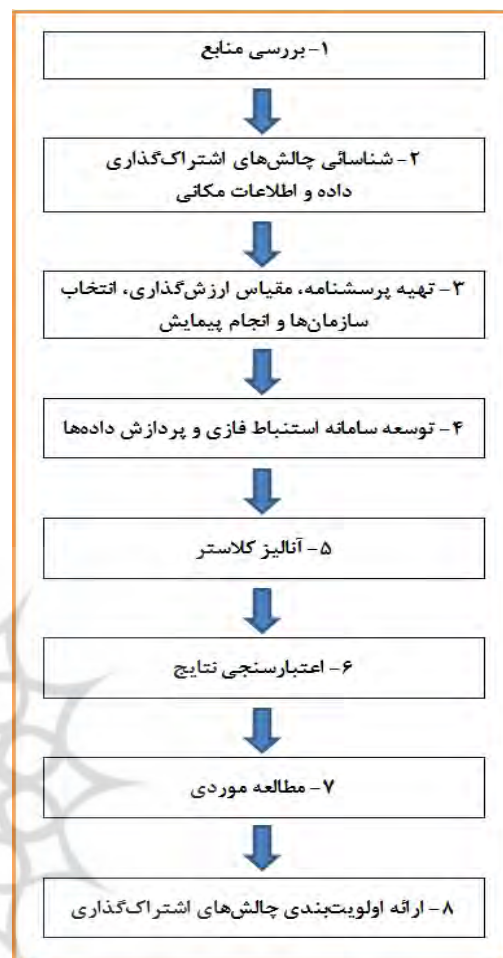 ۱- بررسی منابع
۲- شناسائی چالش‌های اشتراک‌گذاری
داده و اطلاعات مکانی
۳- تهیه پرسشنامه، مقیاس ارزش‌گذاری، انتخاب
سازمان‌ها و انجام پیمایش
۴- توسعه سامانه استنباط فازی و پردازش داده‌ها
۵- آنالیز کلاستر
۶- اعتبارسنجی نتایج
۷- مطالعه موردی
۸- ارائه اولویت‌بندی چالش‌های اشتراک‌گذاری